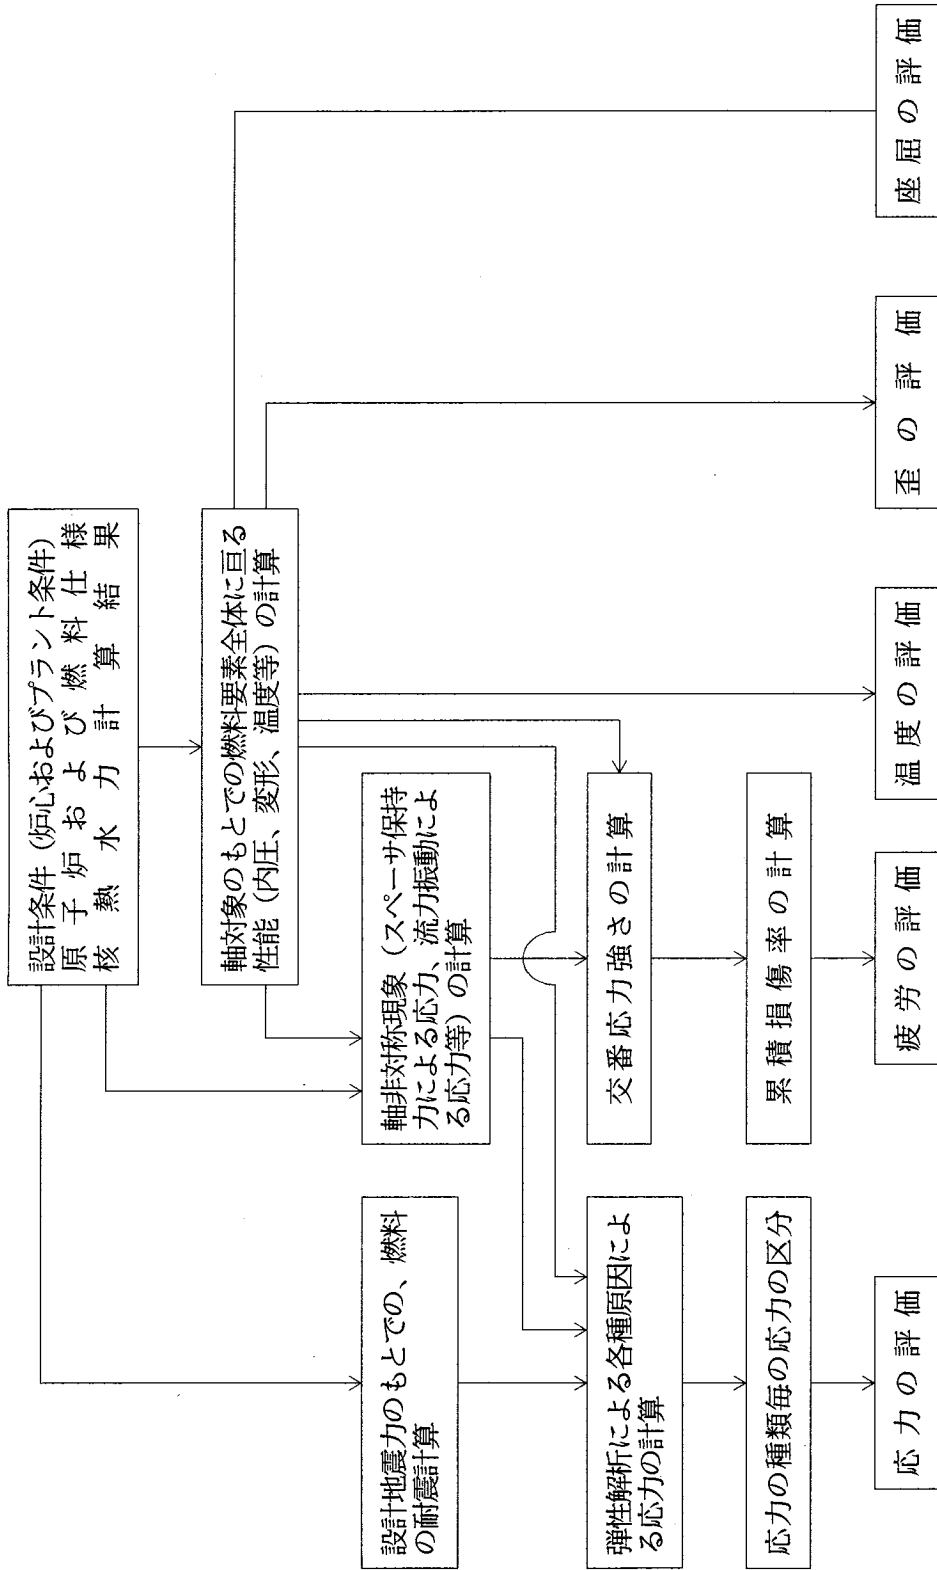 設計条件（炉心およびプラント条件）
原子炉および燃料仕様
核熱水力計算結果
軸対象のもとでの燃料要素全体に亘る
性能（内圧、変形、温度等）の計算
設計地震力のもとでの、燃料
の耐震計算
軸非対称現象（スペーサ保持
力による応力、流力振動によ
る応力等）の計算
弾性解析による各種原因によ
る応力の計算
交番応力強さの計算
応力の種類毎の応力の区分
累積損傷率の計算
応力の評価
疲労の評価
温度の評価
歪の評価
座屈の評価